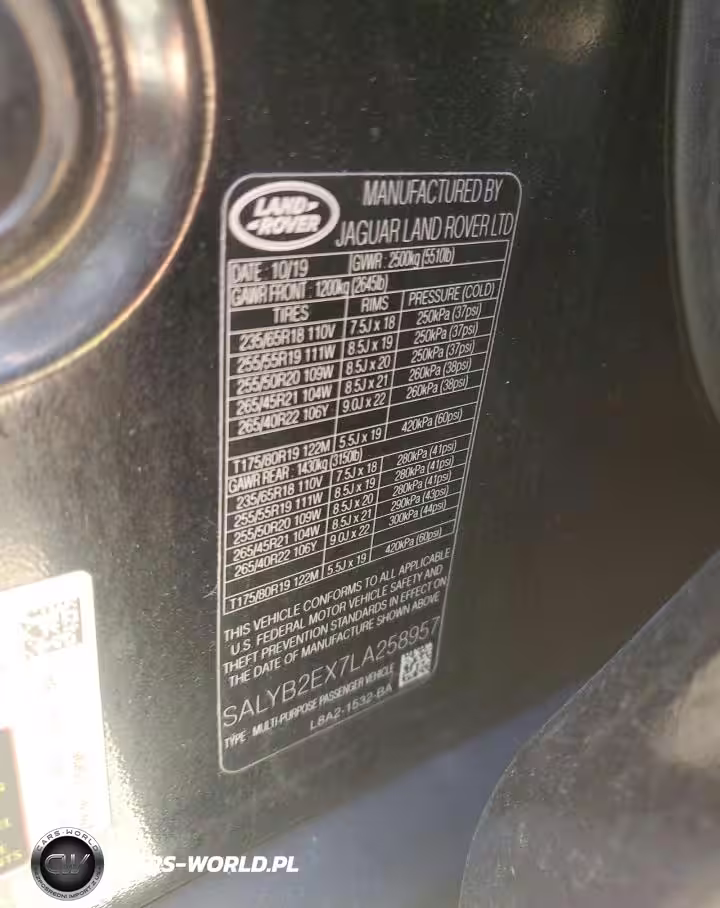 LAND-
-ROVER
MANUFACTURED BY
JAGUAR LAND ROVER LTD
DATE : 10/19 GVWR : 2500kg (5510lb)
GAWR FRONT : 1200kg (2645lb)
TIRES RIMS PRESSURE (COLD)
235/65R18 110V 7.5J x 18 250kPa (37psi)
255/55R19 111W 8.5J x 19 250kPa (37psi)
255/50R20 109W 8.5J x 20 250kPa (37psi)
265/45R21 104W 8.5J x 21 260kPa (38psi)
265/40R22 106Y 9.0J x 22 260kPa (38psi)
T175/80R19 122M 5.5J x 19 420kPa (60psi)
GAWR REAR : 1430kg (3150lb)
235/65R18 110V 7.5J x 18 280kPa (41psi)
255/55R19 111W 8.5J x 19 280kPa (41psi)
255/50R20 109W 8.5J x 20 280kPa (41psi)
265/45R21 104W 8.5J x 21 290kPa (43psi)
265/40R22 106Y 9.0J x 22 300kPa (44psi)
T175/80R19 122M 5.5J x 19 420kPa (60psi)
THIS VEHICLE CONFORMS TO ALL APPLICABLE
U.S. FEDERAL MOTOR VEHICLE SAFETY AND
THEFT PREVENTION STANDARDS IN EFFECT ON
THE DATE OF MANUFACTURE SHOWN ABOVE
SALYB2EX7LA258957
TYPE : MULTI-PURPOSE PASSENGER VEHICLE
L8A2-1532-BA
CARS-WORLD
CW
RS-WORLD.PL